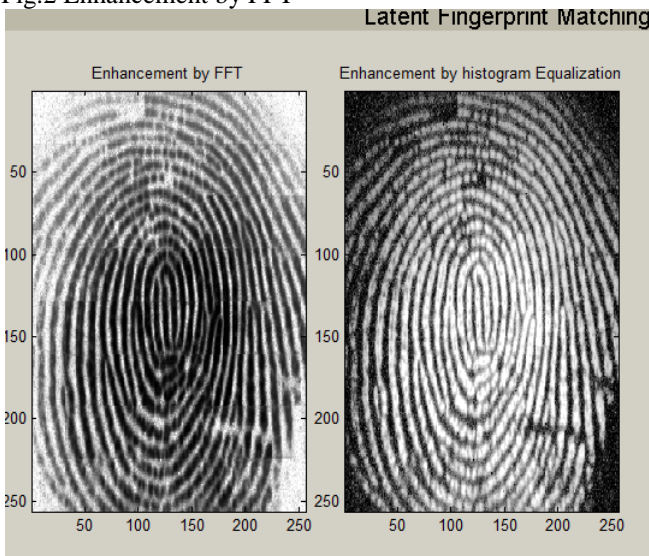 Fig.2 Enhancement by FFT
Latent Fingerprint Matching
Enhancement by FFT
Enhancement by histogram Equalization
50
100
150
200
250
50 100 150 200 250
50
100
150
200
250
50 100 150 200 250